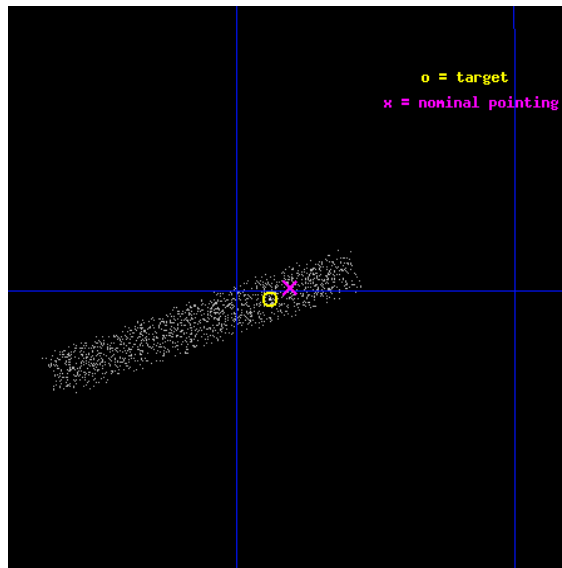 o = target
x = nominal pointing